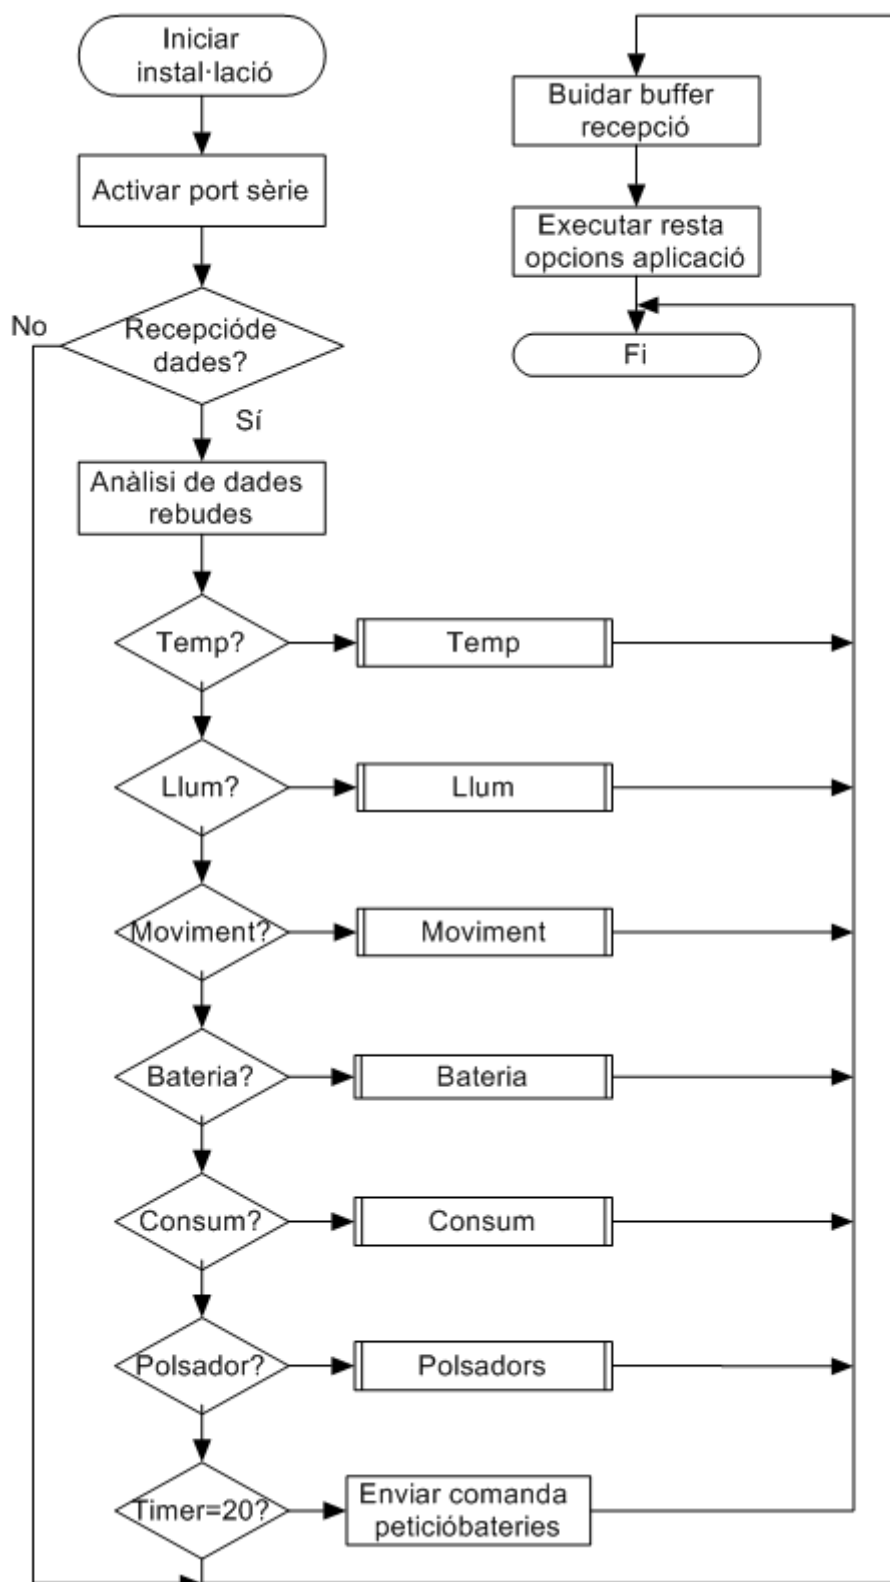 Iniciar
instal·lació
Activar port sèrie
Recepcióde
dades?
No
Sí
Anàlisi de dades
rebudes
Temp?
Temp
Llum?
Llum
Moviment?
Moviment
Bateria?
Bateria
Consum?
Consum
Polsador?
Polsadors
Timer=20?
Enviar comanda
peticióbateries
Buidar buffer
recepció
Executar resta
opcions aplicació
Fi